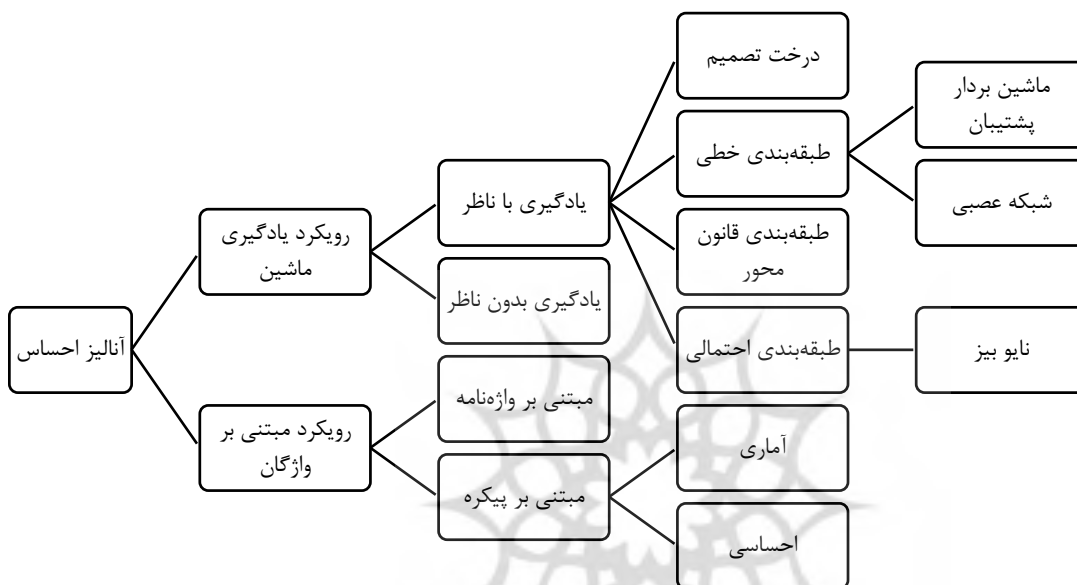 درخت تصمیم
ماشین بردار
پشتیبان
طبقه‌بندی خطی
یادگیری با ناظر
شبکه عصبی
رویکرد یادگیری
ماشین
طبقه‌بندی قانون
محور
یادگیری بدون ناظر
آنالیز احساس
طبقه‌بندی احتمالی
نایو بیز
مبتنی بر واژه‌نامه
رویکرد مبتنی بر
واژگان
آماری
مبتنی بر پیکره
احساسی